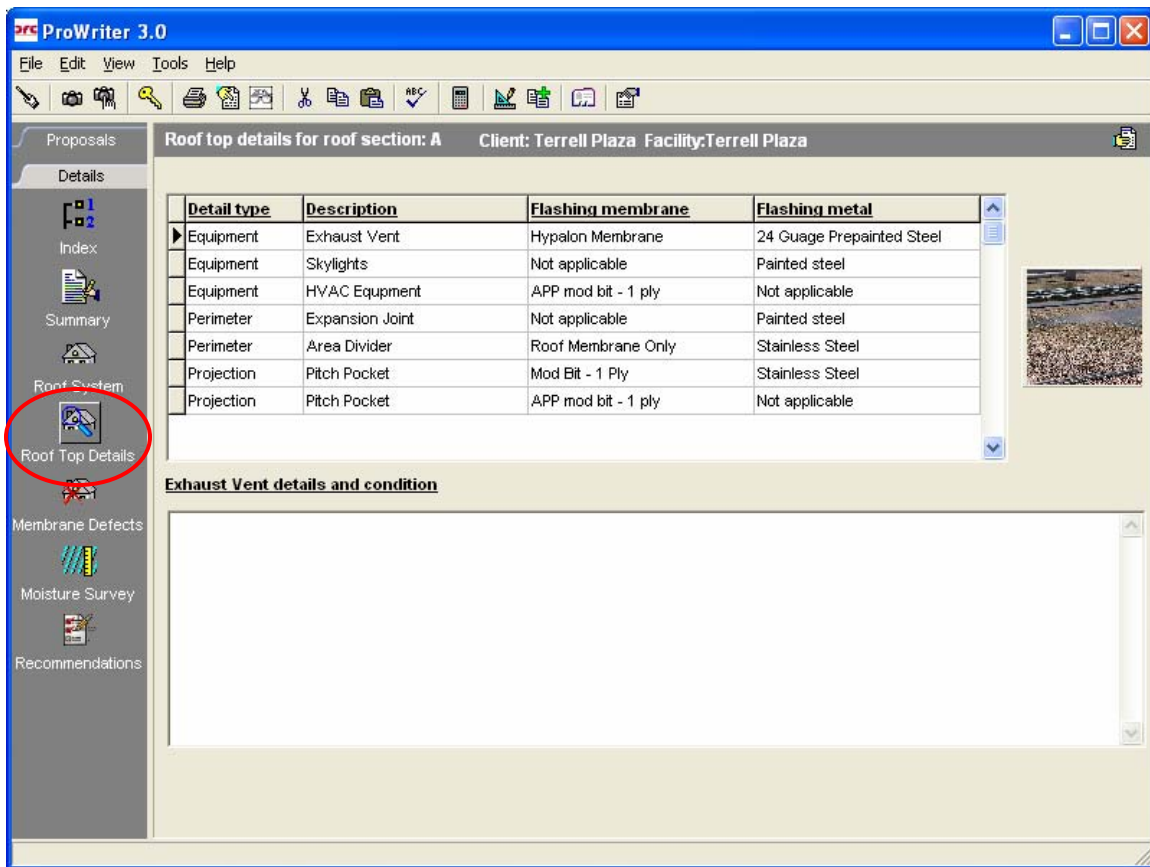 prc ProWriter 3.0
File Edit View Tools Help
ABC
Proposals
Roof top details for roof section: A Client: Terrell Plaza Facility:Terrell Plaza
Details
1
2
Index
Summary
Roof System
Roof Top Details
Membrane Defects
Moisture Survey
Recommendations
Detail type Description Flashing membrane Flashing metal
Equipment Exhaust Vent Hypalon Membrane 24 Guage Prepainted Steel
Equipment Skylights Not applicable Painted steel
Equipment HVAC Equpment APP mod bit - 1 ply Not applicable
Perimeter Expansion Joint Not applicable Painted steel
Perimeter Area Divider Roof Membrane Only Stainless Steel
Projection Pitch Pocket Mod Bit - 1 Ply Stainless Steel
Projection Pitch Pocket APP mod bit - 1 ply Not applicable
Exhaust Vent details and condition